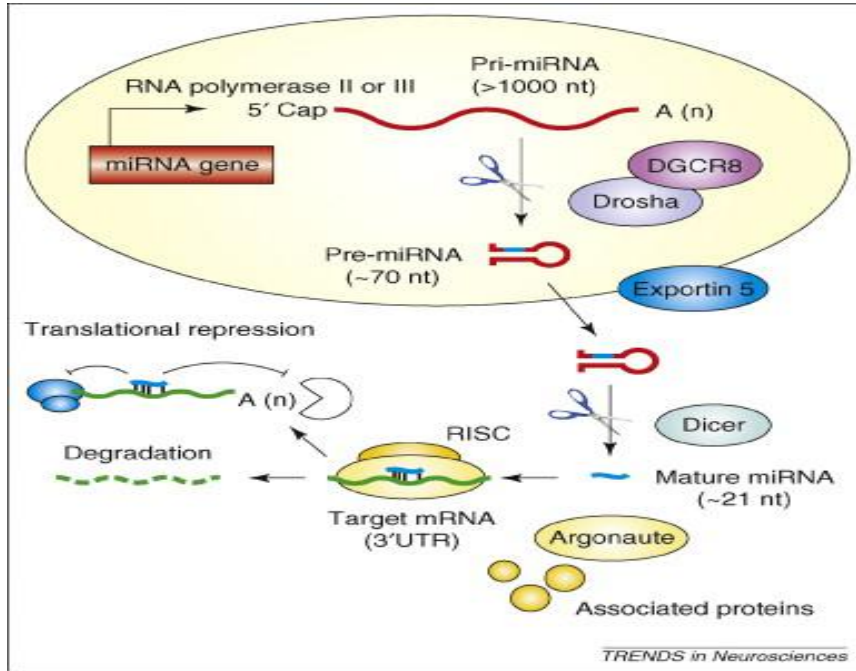 RNA polymerase II or III
Pri-miRNA
(>1000 nt)
5′ Cap
A (n)
miRNA gene
DGCR8
Drosha
Pre-miRNA
(~70 nt)
Exportin 5
Translational repression
A (n)
Dicer
RISC
Degradation
Mature miRNA
(~21 nt)
Target mRNA
(3′UTR)
Argonaute
Associated proteins
TRENDS in Neurosciences